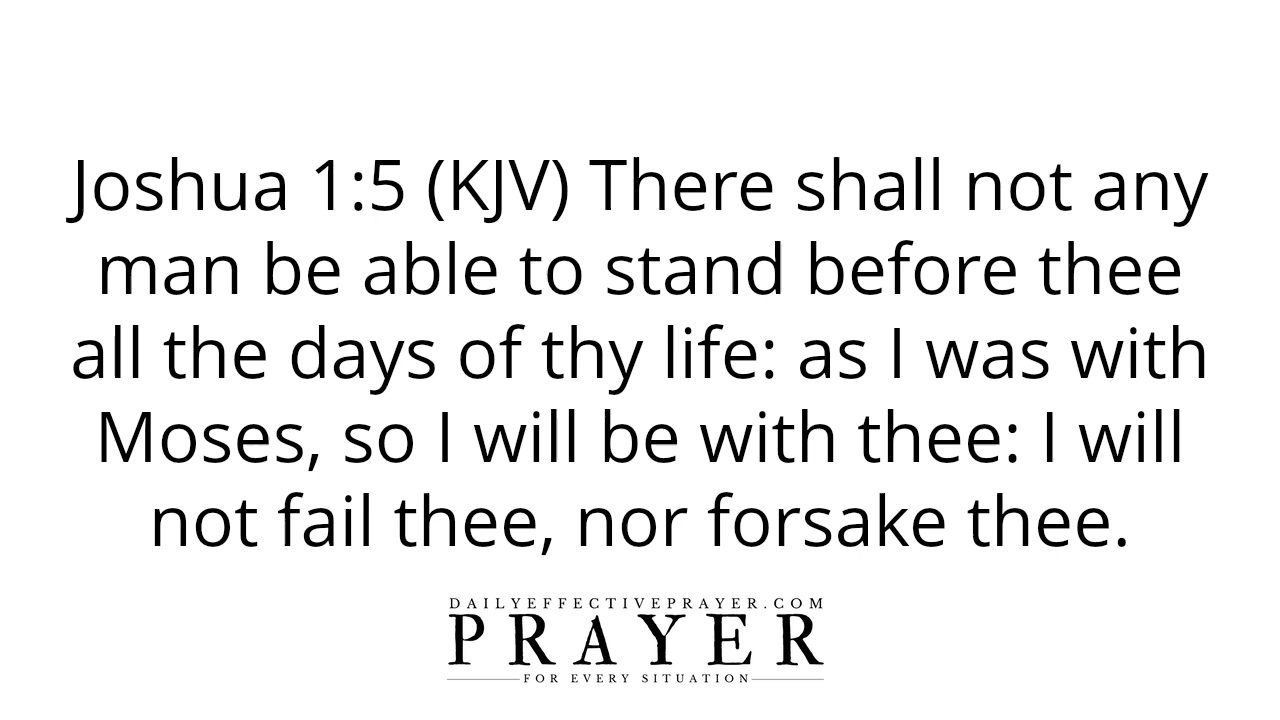 Joshua 1:5 (KJV) There shall not any
man be able to stand before thee
all the days of thy life: as I was with
Moses, so I will be with thee: I will
not fail thee, nor forsake thee.
DAILYEFFECTIVEPRAYER.COM
PRAYER
FOR EVERY SITUATION